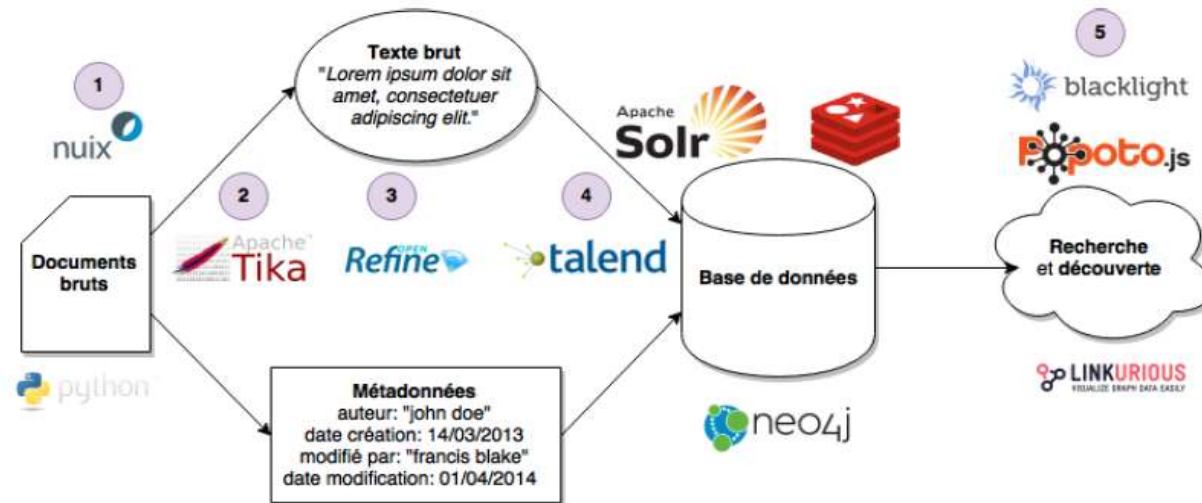 1
nuix
Documents
bruts
python
Texte brut
"Lorem ipsum dolor sit
amet, consectetuer
adipiscing elit."
2
Apache™
Tika
3
OPEN
Refine
4
talend
Métadonnées
auteur: "john doe"
date création: 14/03/2013
modifié par: "francis blake"
date modification: 01/04/2014
Apache
Solr
Base de données
neo4j
5
blacklight
Popoto.js
Recherche
et découverte
LINKURIOUS
VISUALIZE GRAPH DATA EASILY